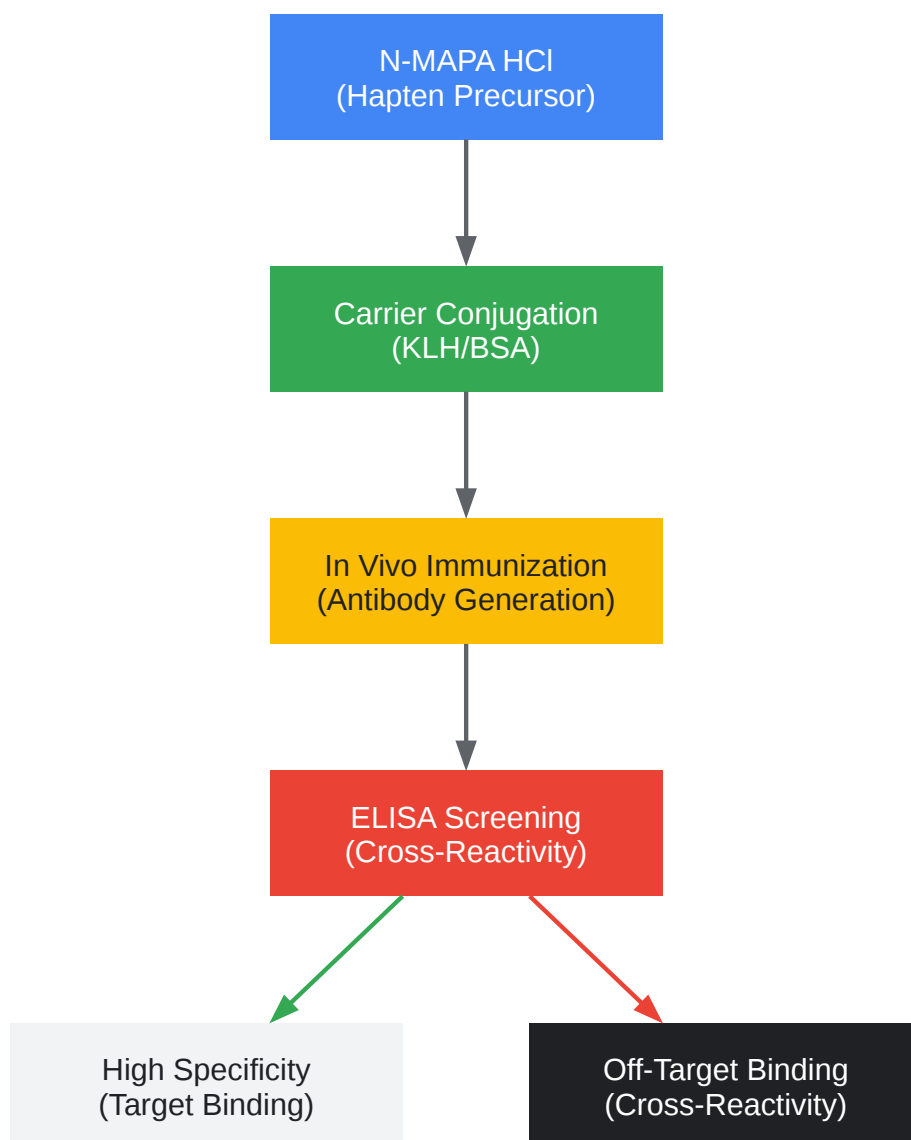 N-MAPA HCl
(Hapten Precursor)
Carrier Conjugation
(KLH/BSA)
In Vivo Immunization
(Antibody Generation)
ELISA Screening
(Cross-Reactivity)
High Specificity
(Target Binding)
Off-Target Binding
(Cross-Reactivity)